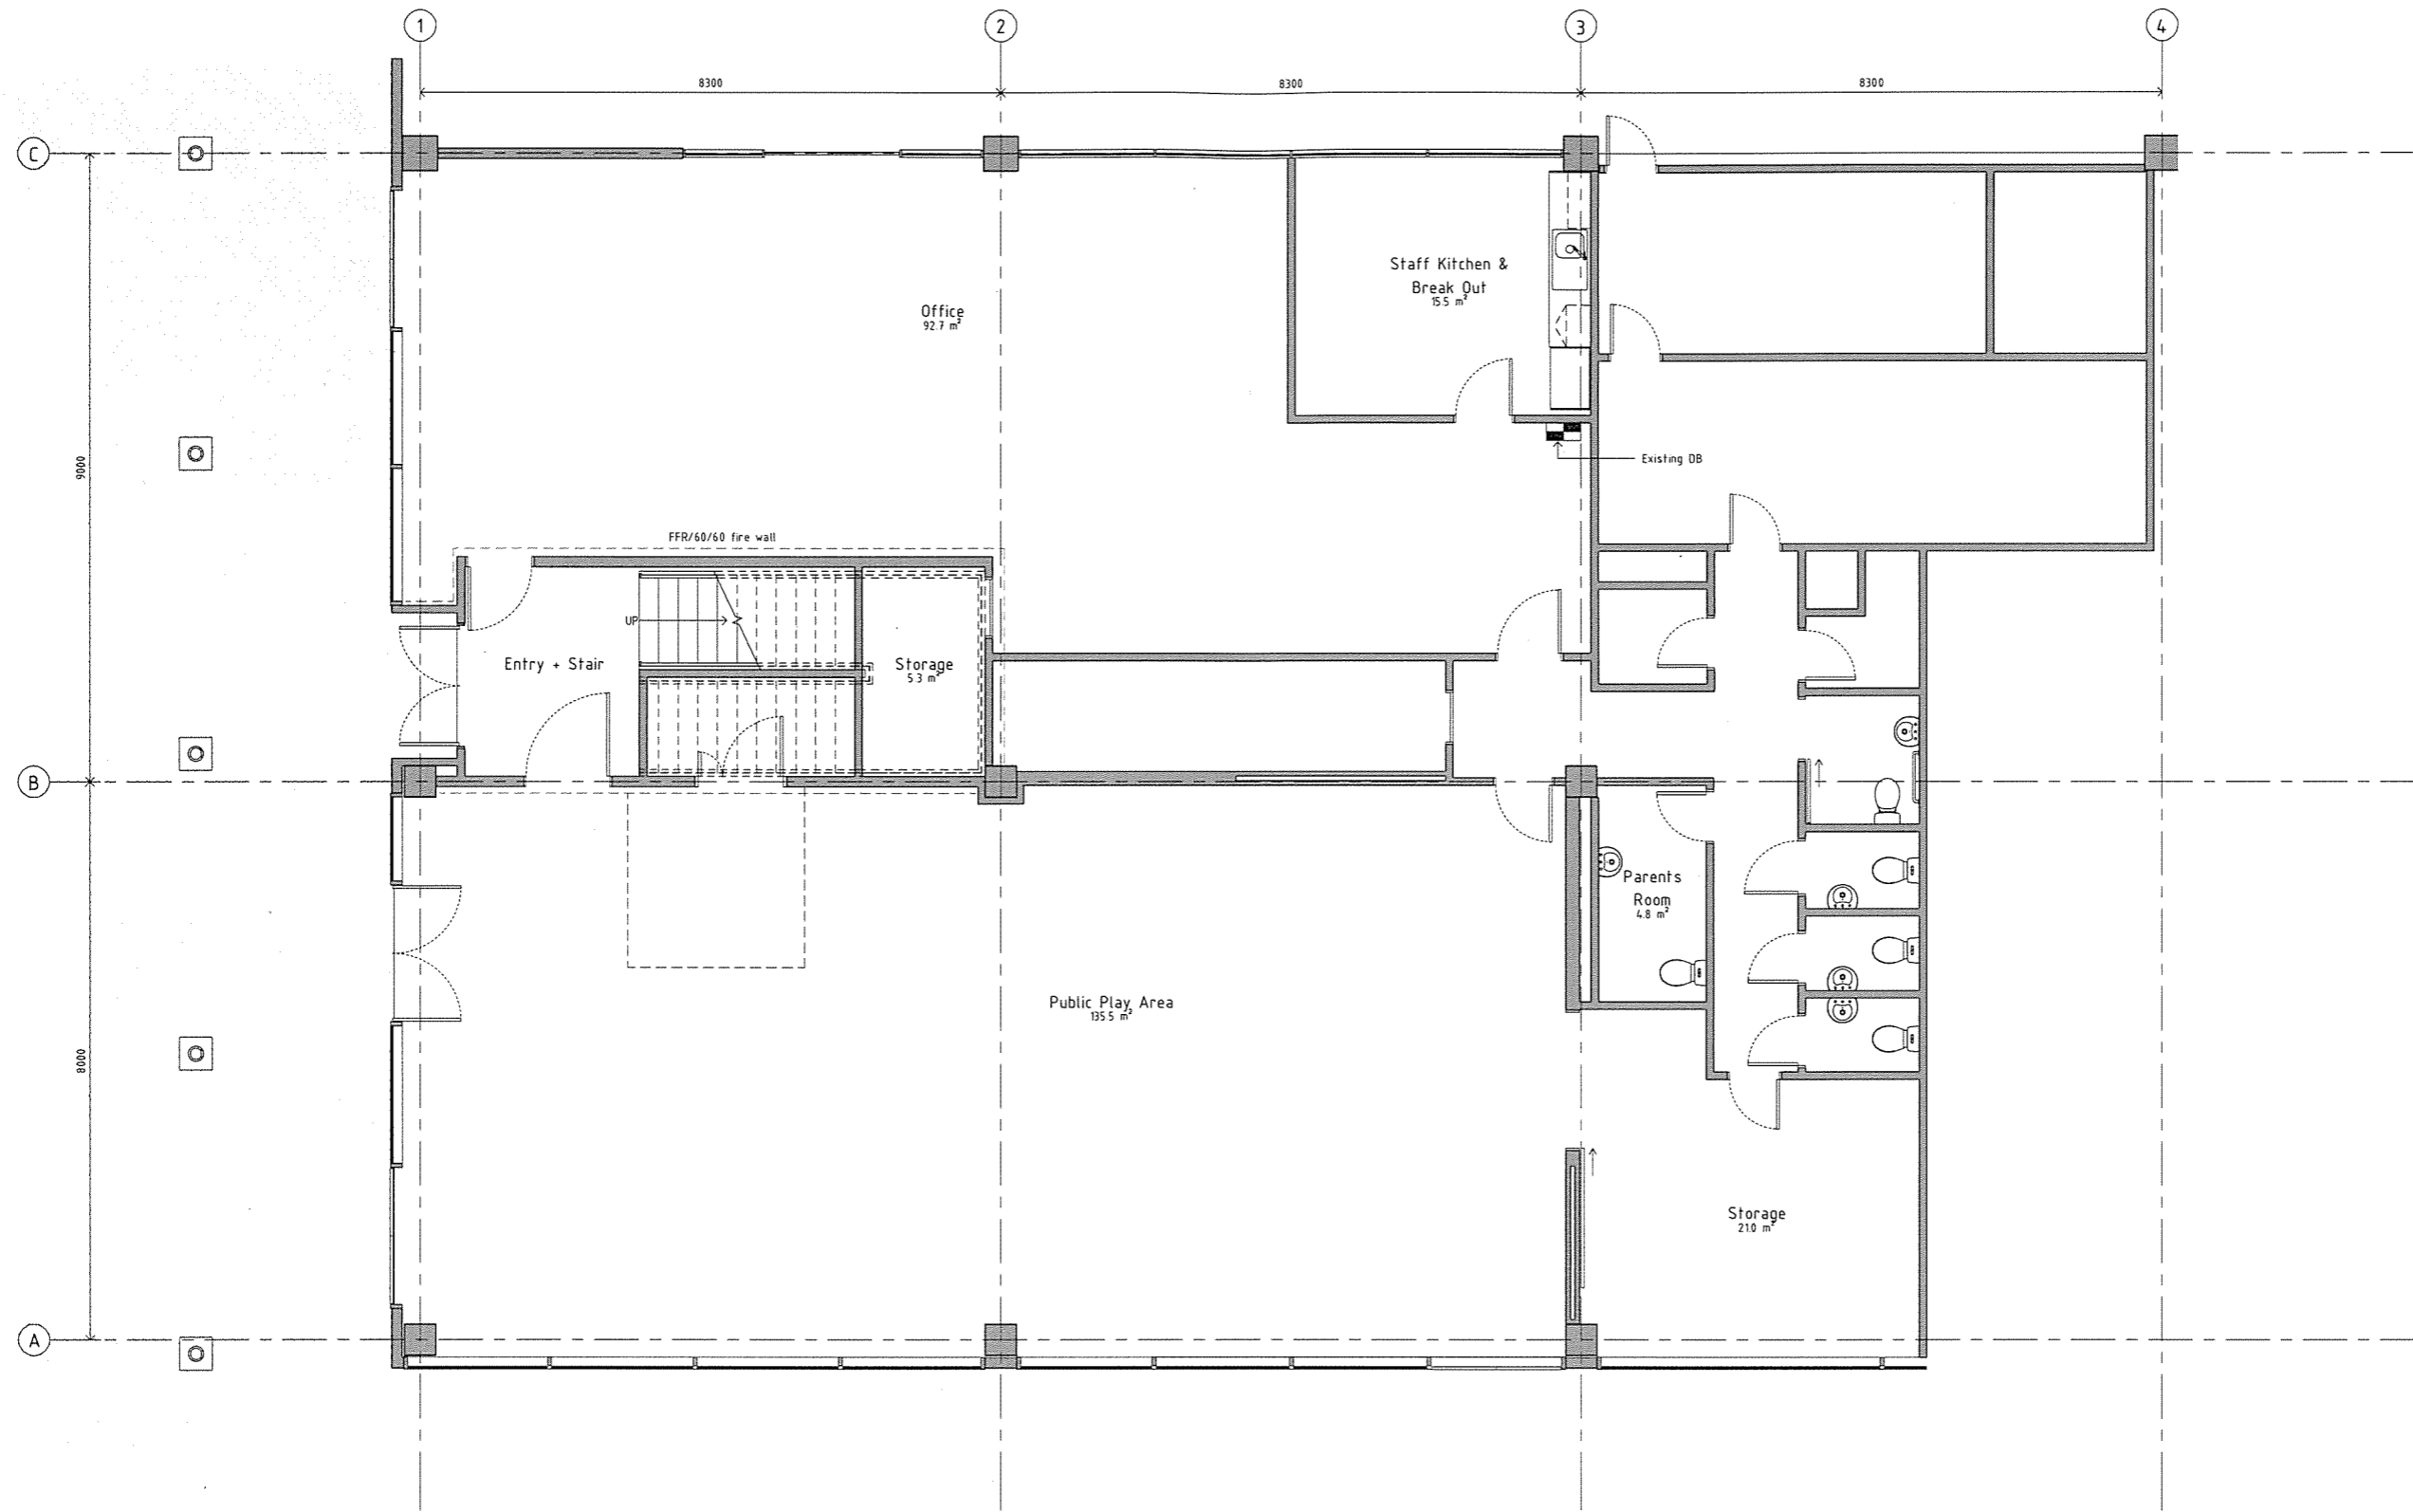 1
2
3
4
8300
8300
8300
C
Staff Kitchen &
Break Out
15.5 m²
Office
92.7 m²
9000
Existing DB
FFR/60/60 fire wall
UP
Entry + Stair
Storage
5.3 m²
B
Parents
Room
4.8 m²
Public Play Area
135.5 m²
8000
Storage
21.0 m²
A